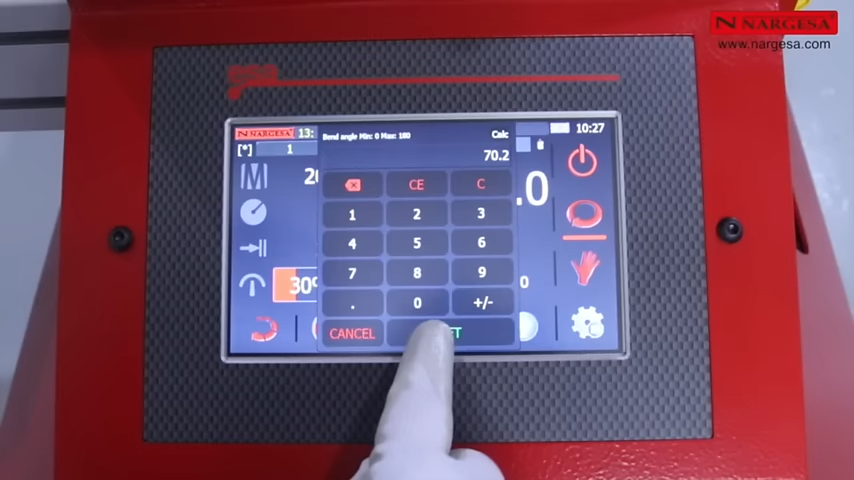 NARGESA
www.nargesa.com
NARGESA 13:
Bend angle Min: 0 Max: 180
Calc
10:27
[*] 1
70.2
20
.0
CE C
1 2 3
4 5 6
7 8 9
30º
0
. 0 +/-
CANCEL